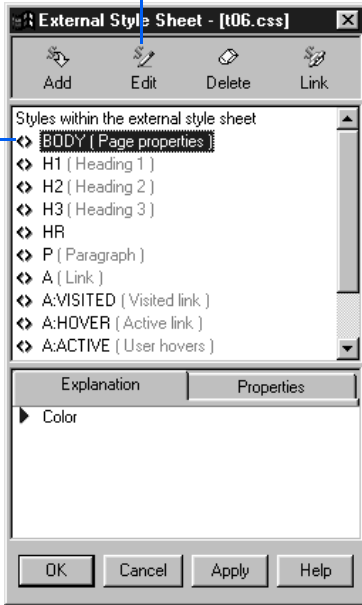 External Style Sheet - [t06.css]
Add Edit Delete Link
Styles within the external style sheet
BODY ( Page properties )
H1 ( Heading 1 )
H2 ( Heading 2 )
H3 ( Heading 3 )
HR
P ( Paragraph )
A ( Link )
A:VISITED ( Visited link )
A:HOVER ( Active link )
A:ACTIVE ( User hovers )
Explanation Properties
Color
OK Cancel Apply Help